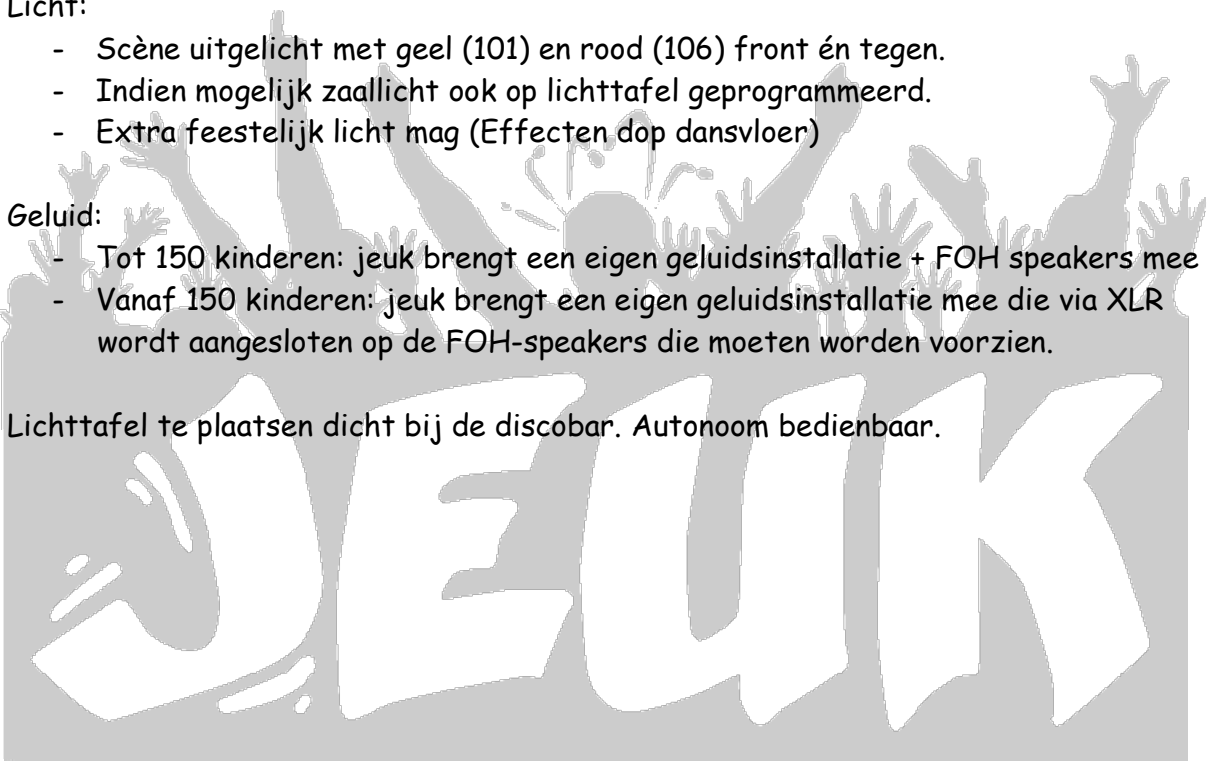 Licht:
- Scène uitgelicht met geel (101) en rood (106) front én tegen.
- Indien mogelijk zaallicht ook op lichttafel geprogrammeerd.
- Extra feestelijk licht mag (Effecten dop dansvloer)
Geluid:
- Tot 150 kinderen: jeuk brengt een eigen geluidsinstallatie + FOH speakers mee
- Vanaf 150 kinderen: jeuk brengt een eigen geluidsinstallatie mee die via XLR
wordt aangesloten op de FOH-speakers die moeten worden voorzien.
Lichttafel te plaatsen dicht bij de discobar. Autonoom bedienbaar.
JEUK